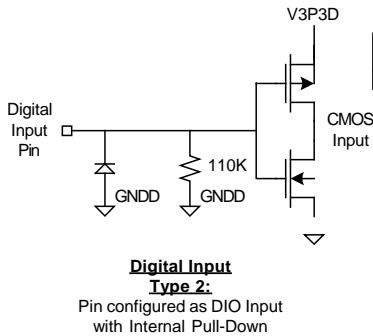 V3P3D
Digital
Input
Pin
CMOS
Input
110K
GNDD
GNDD
Digital Input
Type 2:
Pin configured as DIO Input
with Internal Pull-Down